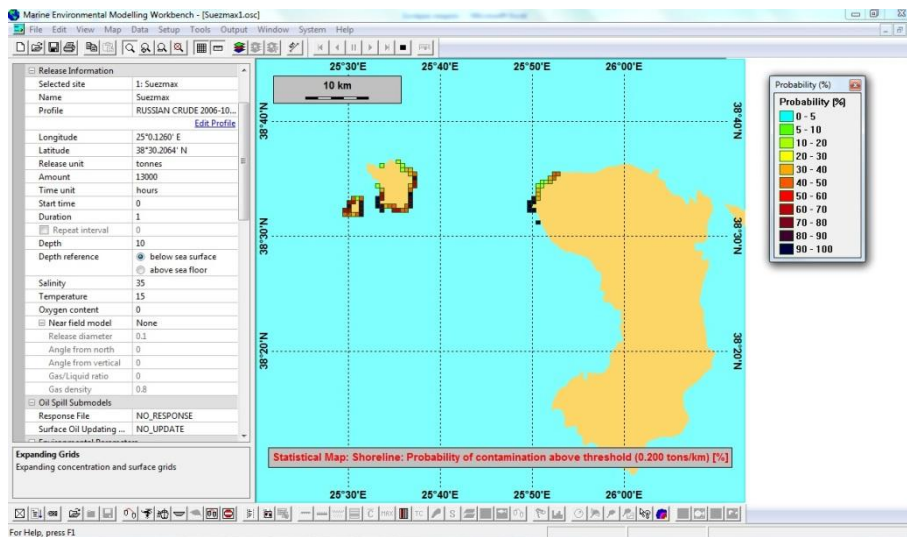 Marine Environmental Modelling Workbench - [Suezmax1.osc]
File Edit View Map Data Setup Tools Output Window System Help
Release Information
Selected site 1: Suezmax
Name Suezmax
Profile RUSSIAN CRUDE 2006-10...
Edit Profile
Longitude 25°0.1260' E
Latitude 38°30.2064' N
Release unit tonnes
Amount 13000
Time unit hours
Start time 0
Duration 1
Repeat interval 0
Depth 10
Depth reference below sea surface
above sea floor
Salinity 35
Temperature 15
Oxygen content 0
Near field model None
Release diameter 0.1
Angle from north 0
Angle from vertical 0
Gas/Liquid ratio 0
Gas density 0.8
Oil Spill Submodels
Response File NO_RESPONSE
Surface Oil Updating ... NO_UPDATE
Expanding Grids
Expanding concentration and surface grids
25°30'E 25°40'E 25°50'E 26°00'E
10 km
38°40'N 38°40'N
38°30'N 38°30'N
38°20'N 38°20'N
Statistical Map: Shoreline: Probability of contamination above threshold (0.200 tons/km) [%]
25°30'E 25°40'E 25°50'E 26°00'E
Probability (%)
Probability (%)
0 - 5
5 - 10
10 - 20
20 - 30
30 - 40
40 - 50
50 - 60
60 - 70
70 - 80
80 - 90
90 - 100
HEX TC S
For Help, press F1